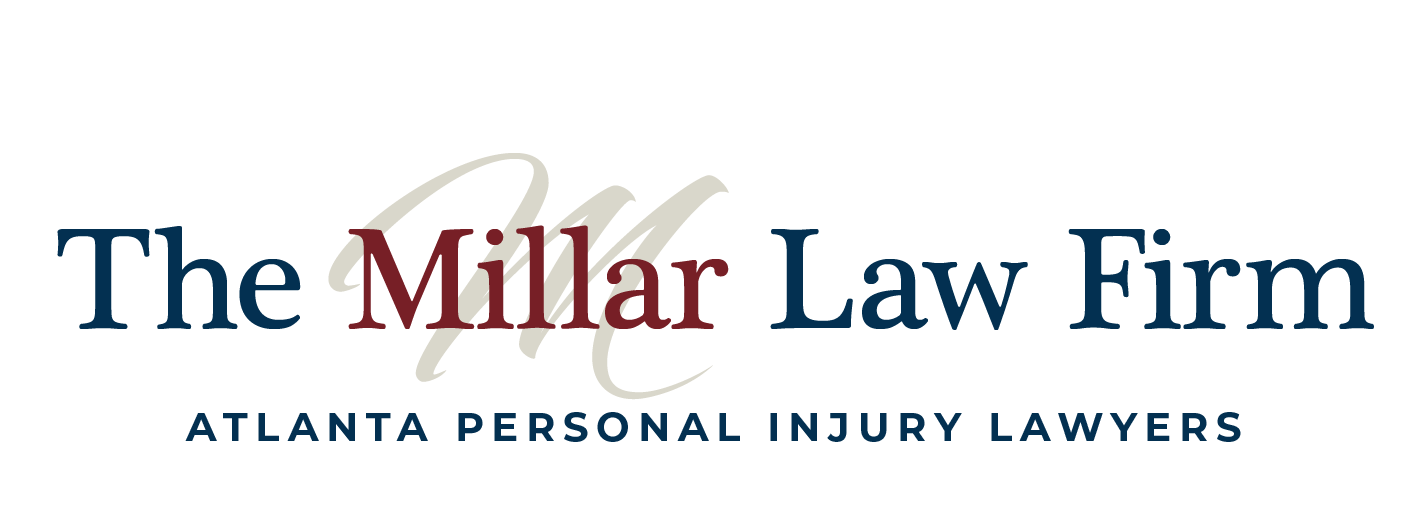 The Millar Law Firm
ATLANTA PERSONAL INJURY LAWYERS